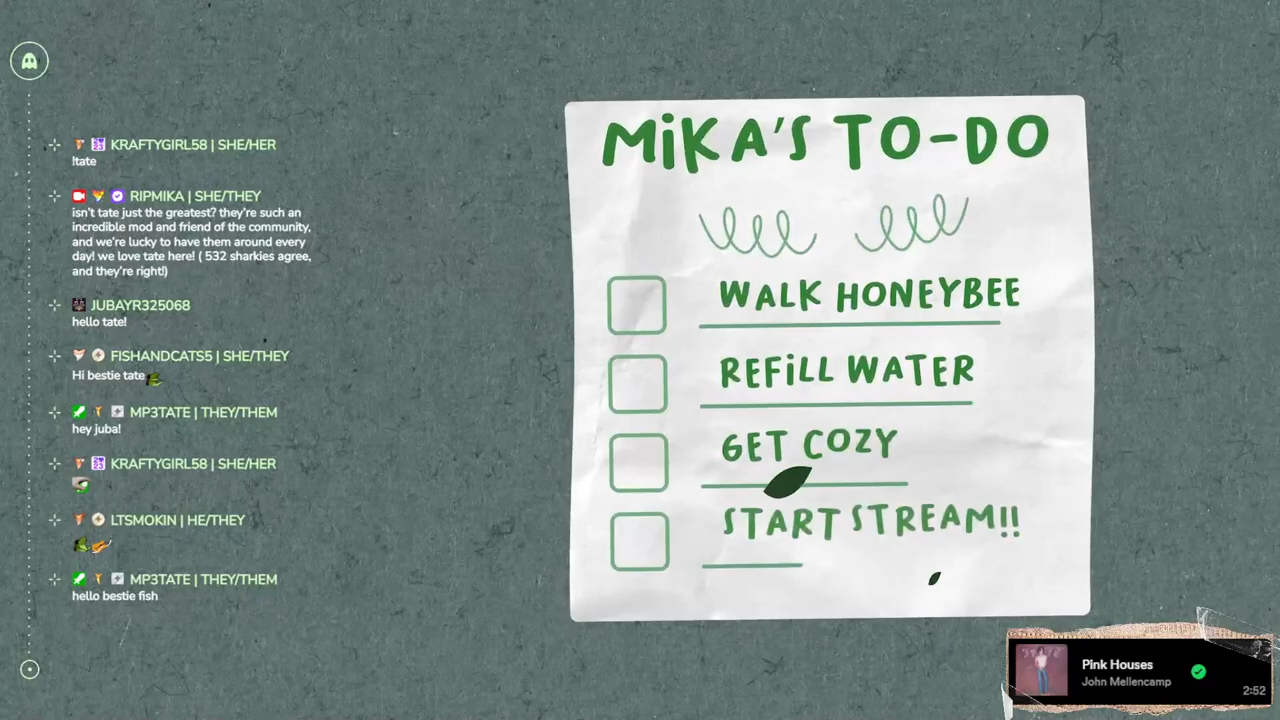 KRAFTYGIRL58 | SHE/HER
!tate
RIPMIKA | SHE/THEY
isn't tate just the greatest? they're such an
incredible mod and friend of the community,
and we're lucky to have them around every
day! we love tate here! ( 532 sharkies agree,
and they're right!)
JUBAYR325068
hello tate!
FISHANDCATS5 | SHE/THEY
Hi bestie tate
MP3TATE | THEY/THEM
hey juba!
KRAFTYGIRL58 | SHE/HER
LTSMOKIN | HE/THEY
MP3TATE | THEY/THEM
hello bestie fish
MiKA'S TO-DO
WALK HONEYBEE
REFiLL WATER
GET COZY
START STREAM!!
Pink Houses
John Mellencamp
2:52